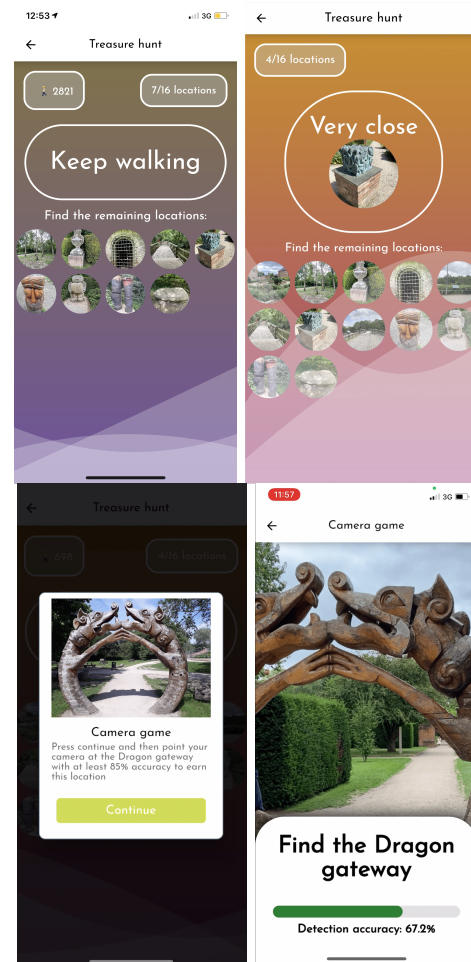 12:53
3G
Treasure hunt
2821
7/16 locations
Keep walking
Find the remaining locations:
Treasure hunt
4/16 locations
Very close
Find the remaining locations:
Treasure hunt
698
4/16 locations
Camera game
Press continue and then point your
camera at the Dragon gateway
with at least 85% accuracy to earn
this location
Continue
11:57
3G
Camera game
Find the Dragon
gateway
Detection accuracy: 67.2%